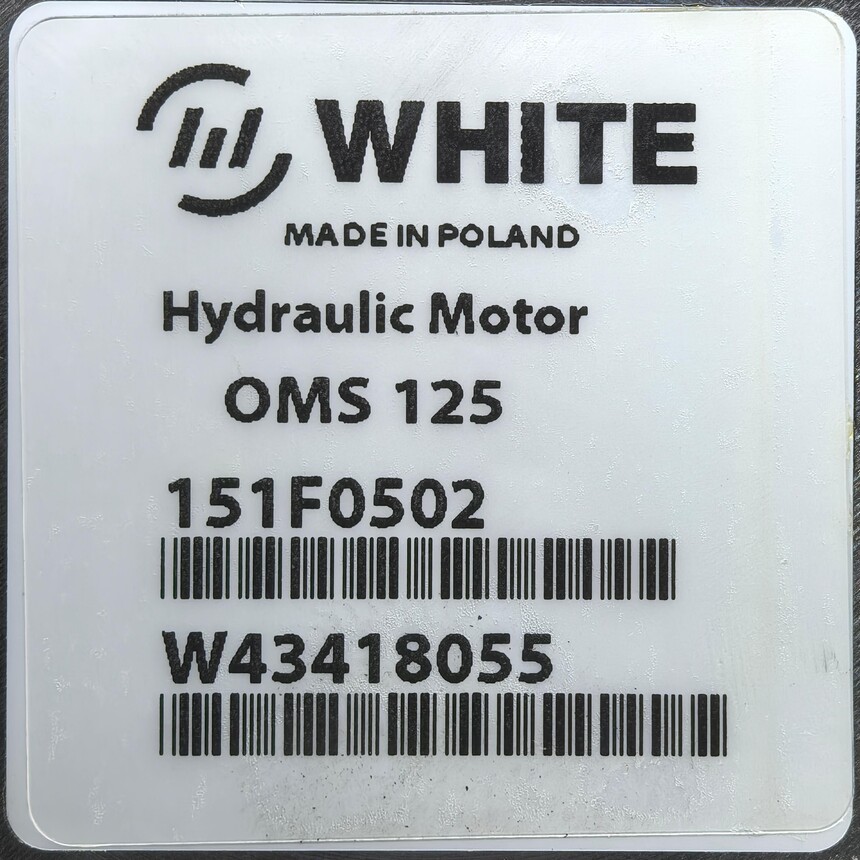 WHITE
MADE IN POLAND
Hydraulic Motor
OMS 125
151F0502
W43418055